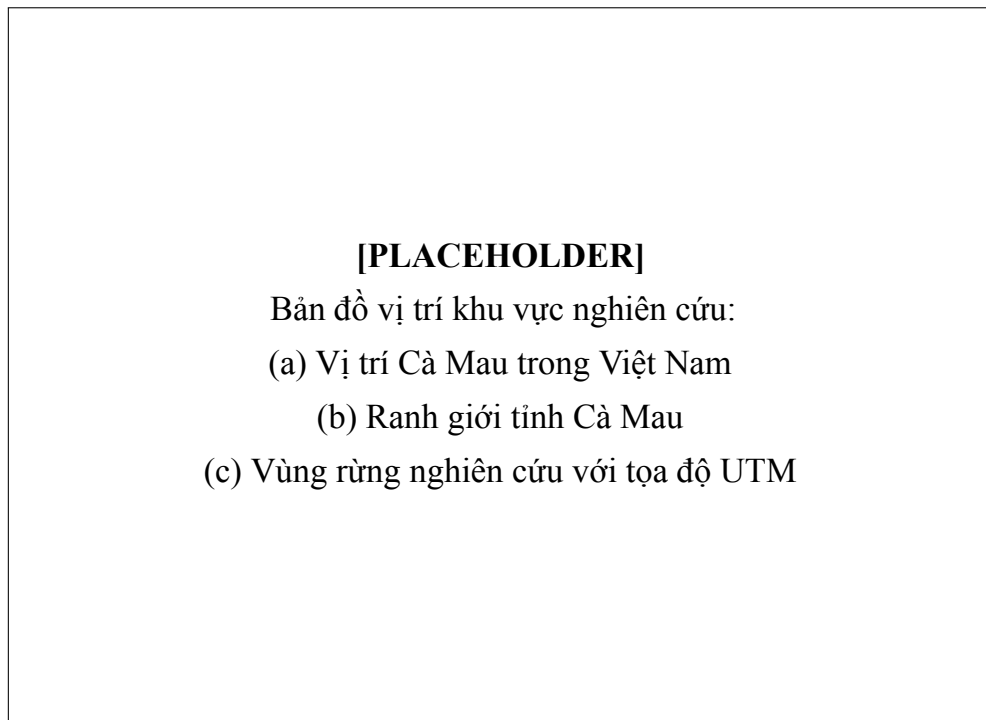 [PLACEHOLDER]
Bản đồ vị trí khu vực nghiên cứu:
(a) Vị trí Cà Mau trong Việt Nam
(b) Ranh giới tỉnh Cà Mau
(c) Vùng rừng nghiên cứu với tọa độ UTM